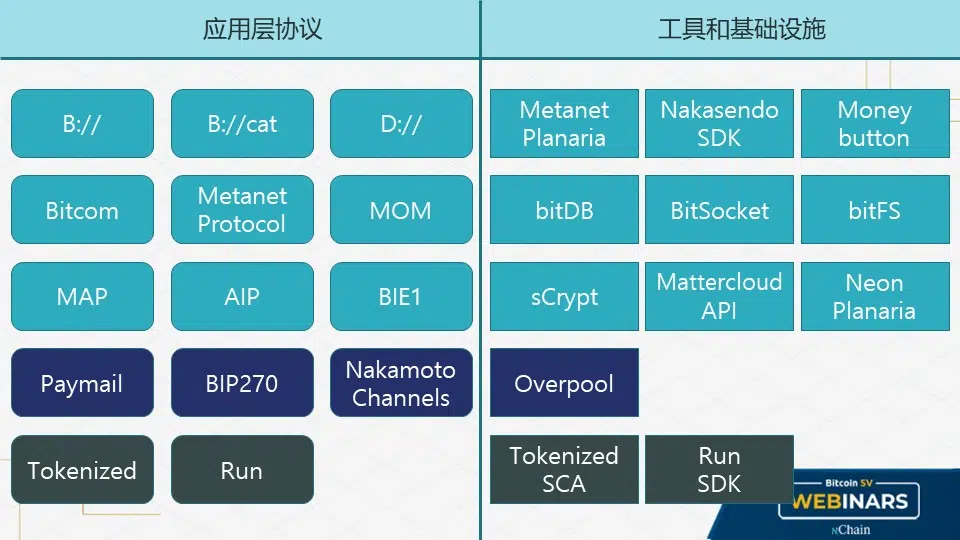 应用层协议
工具和基础设施
B://
B://cat
D://
Metanet
Planaria
Nakasendo
SDK
Money
button
Bitcom
Metanet
Protocol
MOM
bitDB
BitSocket
bitFS
MAP
AIP
BIE1
sCrypt
Mattercloud
API
Neon
Planaria
Paymail
BIP270
Nakamoto
Channels
Overpool
Tokenized
Run
Tokenized
SCA
Run
SDK
Bitcoin SV
WEBINARS
nChain